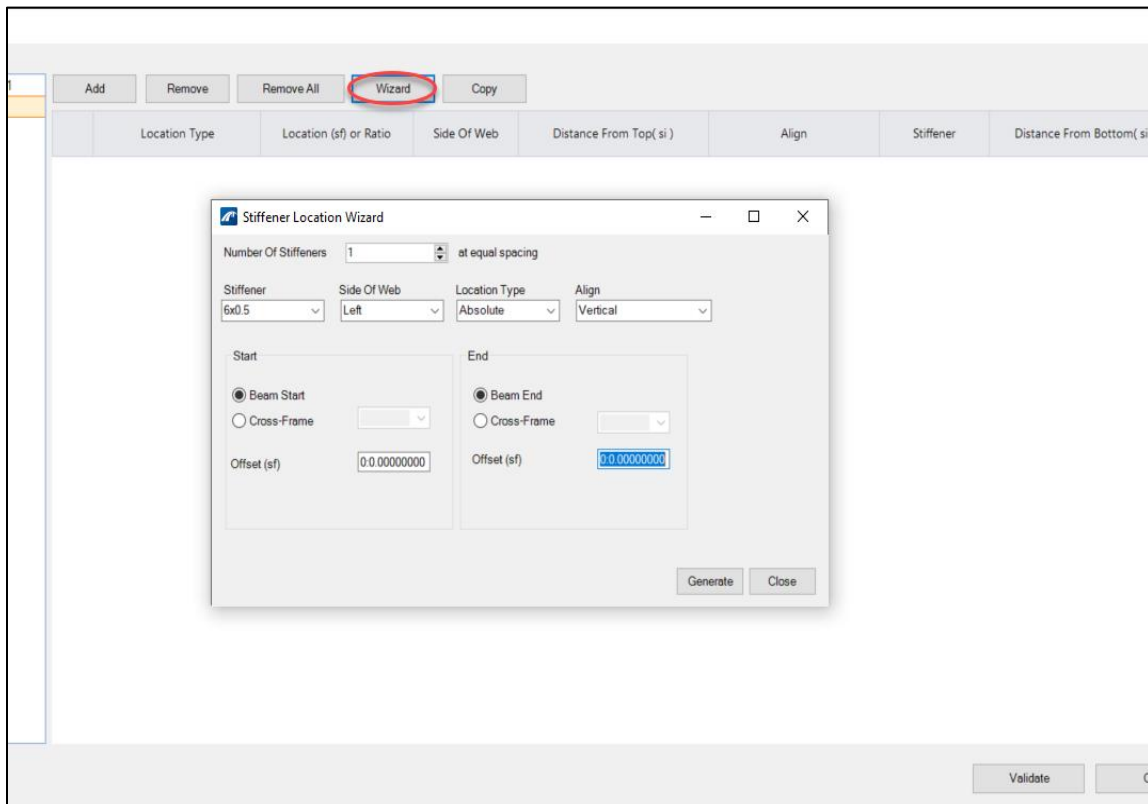 Add Remove Remove All Wizard Copy
Location Type Location (sf) or Ratio Side Of Web Distance From Top( si ) Align Stiffener Distance From Bottom( si
Stiffener Location Wizard
Number Of Stiffeners 1 at equal spacing
Stiffener Side Of Web Location Type Align
6x0.5 Left Absolute Vertical
Start End
Beam Start Beam End
Cross-Frame Cross-Frame
Offset (sf) 0:0.00000000 Offset (sf) 0:0.00000000
Generate Close
Validate